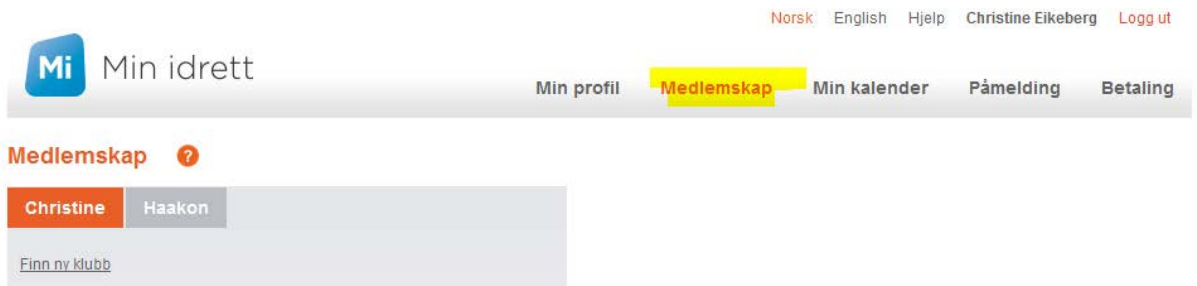 Norsk English Hjelp Christine Eikeberg Logg ut
Mi Min idrett
Min profil Medlemskap Min kalender Påmelding Betaling
Medlemskap ?
Christine Haakon
Finn ny klubb